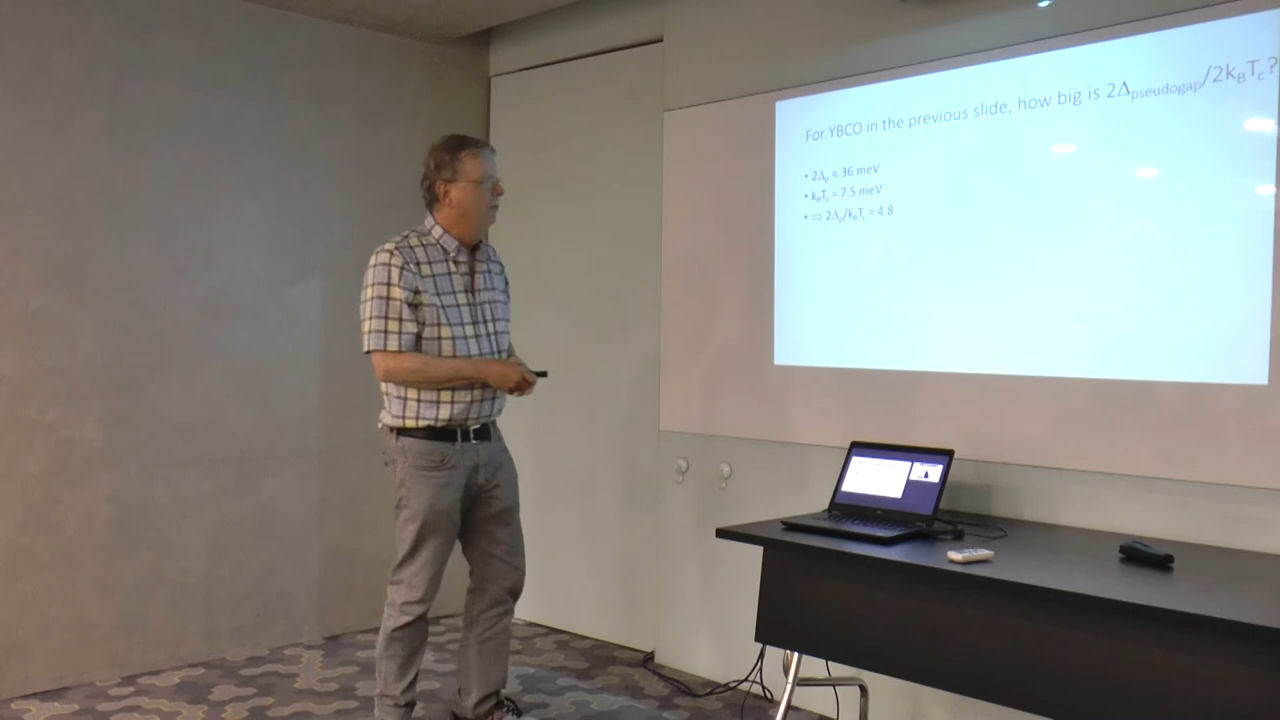 For YBCO in the previous slide, how big is 2Δpseudogap/2kBTc?
• 2Δp ≈ 36 meV
• kBTc = 7.5 meV
• ⇒ 2Δp/kBTc = 4.8